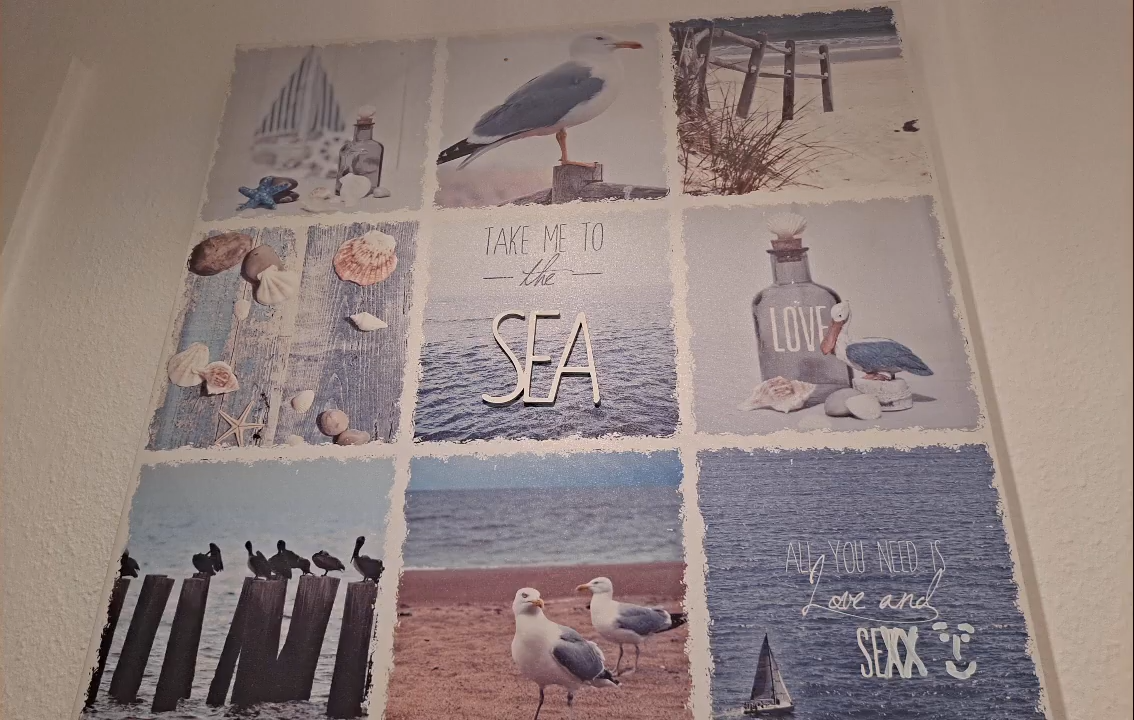 TAKE ME TO
the
SEA
LOVE
ALL YOU NEED IS
Love and
SEXX